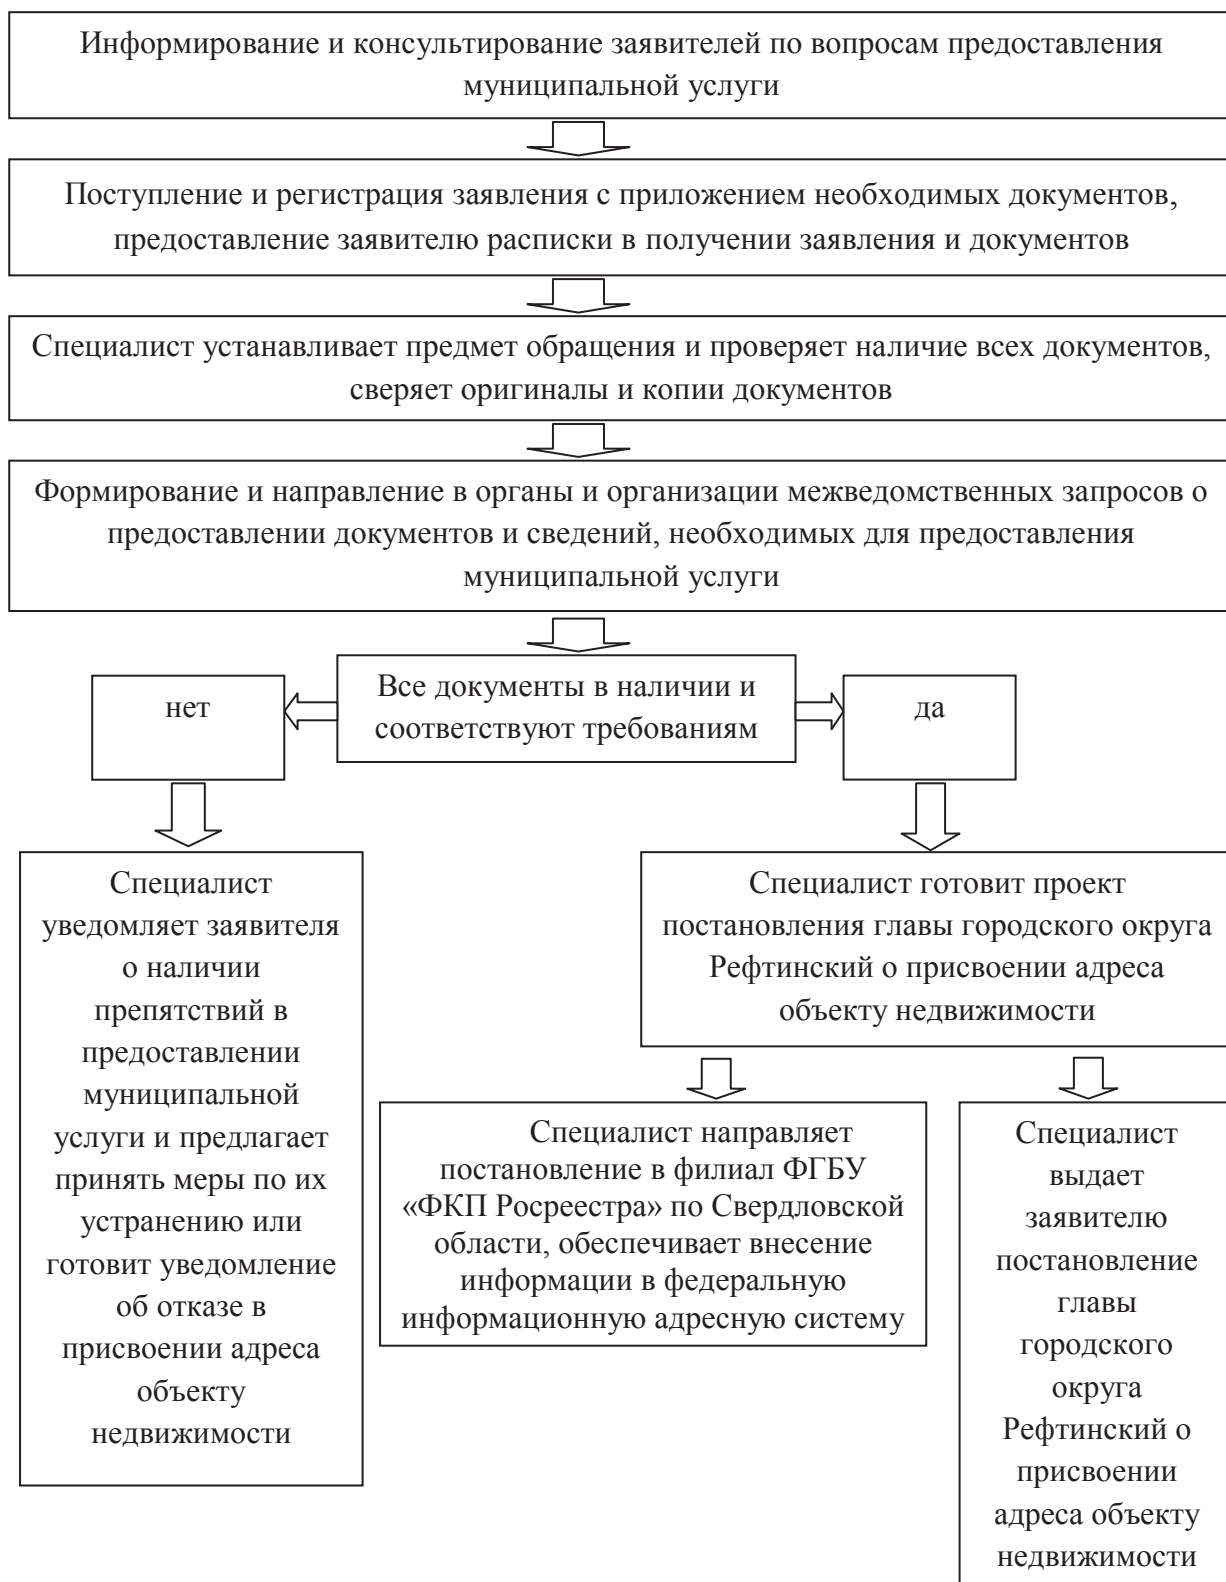 Информирование и консультирование заявителей по вопросам предоставления
муниципальной услуги
Поступление и регистрация заявления с приложением необходимых документов,
предоставление заявителю расписки в получении заявления и документов
Специалист устанавливает предмет обращения и проверяет наличие всех документов,
сверяет оригиналы и копии документов
Формирование и направление в органы и организации межведомственных запросов о
предоставлении документов и сведений, необходимых для предоставления
муниципальной услуги
Все документы в наличии и
соответствуют требованиям
нет
да
Специалист
уведомляет заявителя
о наличии
препятствий в
предоставлении
муниципальной
услуги и предлагает
принять меры по их
устранению или
готовит уведомление
об отказе в
присвоении адреса
объекту
недвижимости
Специалист готовит проект
постановления главы городского округа
Рефтинский о присвоении адреса
объекту недвижимости
Специалист направляет
постановление в филиал ФГБУ
«ФКП Росреестра» по Свердловской
области, обеспечивает внесение
информации в федеральную
информационную адресную систему
Специалист
выдает
заявителю
постановление
главы
городского
округа
Рефтинский о
присвоении
адреса объекту
недвижимости